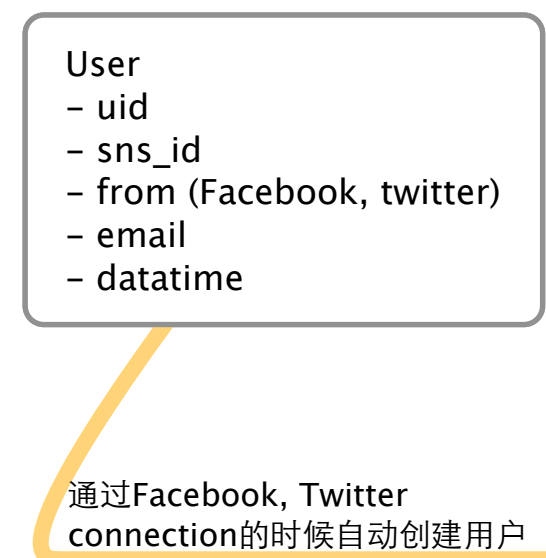 User
– uid
– sns_id
– from (Facebook, twitter)
– email
– datatime
通过Facebook, Twitter
connection的时候自动创建用户